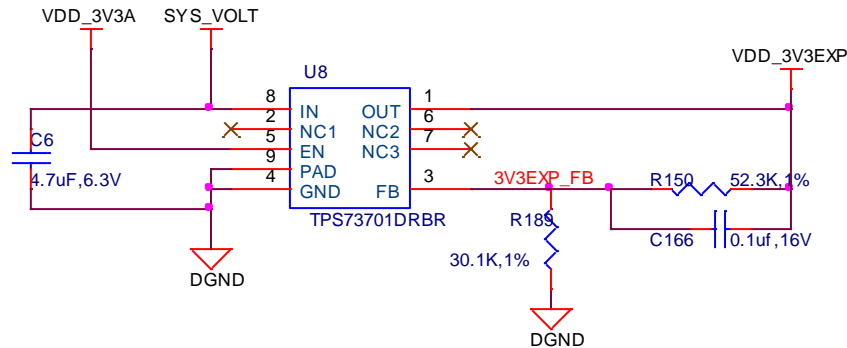 VDD_3V3A
SYS_VOLT
VDD_3V3EXP
U8
8
IN
OUT
1
2
NC1
NC2
6
5
EN
NC3
7
9
PAD
4
GND
FB
3
TPS73701DRBR
C6
4.7uF,6.3V
3V3EXP_FB
R150
52.3K,1%
R189
30.1K,1%
C166
0.1uf,16V
DGND
DGND